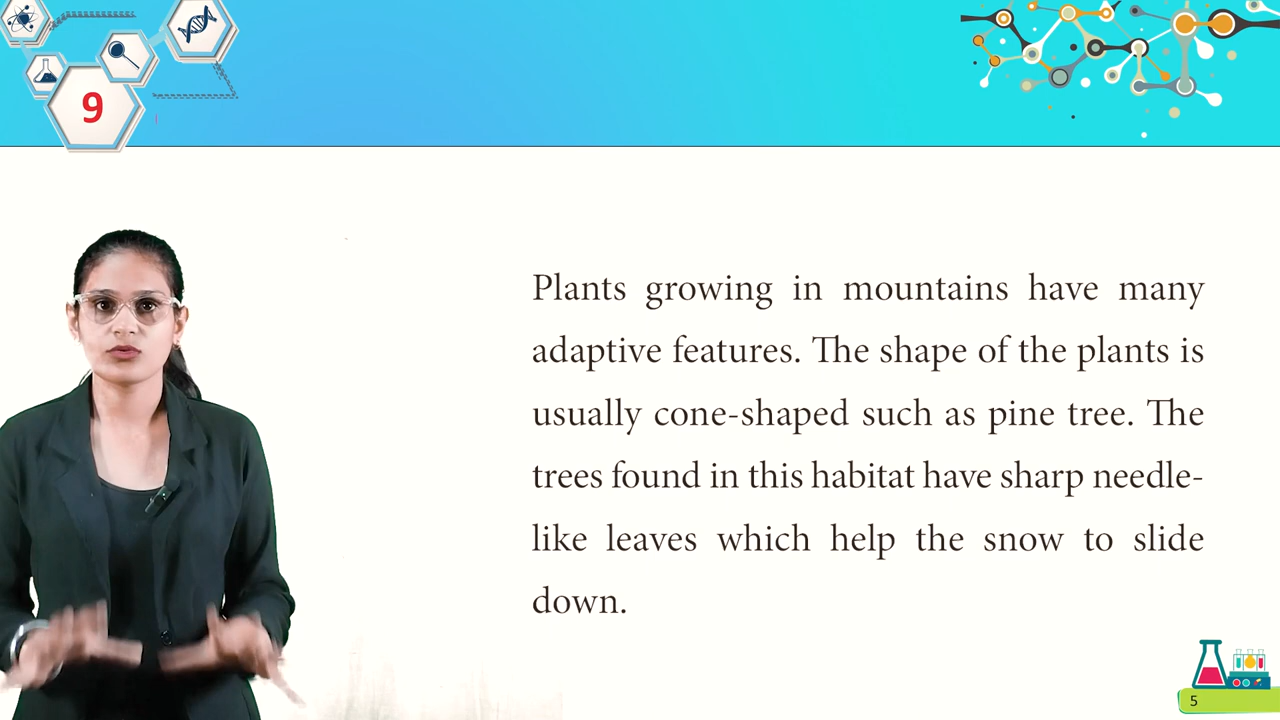 9
Plants growing in mountains have many
adaptive features. The shape of the plants is
usually cone-shaped such as pine tree. The
trees found in this habitat have sharp needle-
like leaves which help the snow to slide
down.
5